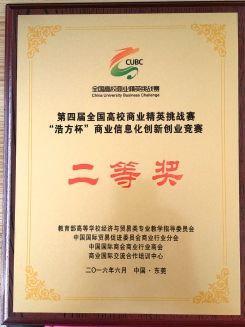 CUBC
全国高校商业精英挑战赛
China University Business Challenge
第四届全国高校商业精英挑战赛
“浩方杯”商业信息化创新创业竞赛
二等奖
教育部高等学校经济与贸易类专业教学指导委员会
中国国际贸易促进委员会商业行业分会
中国国际商会商业行业商会
商业国际交流合作培训中心
二〇一六年六月 中国·东莞